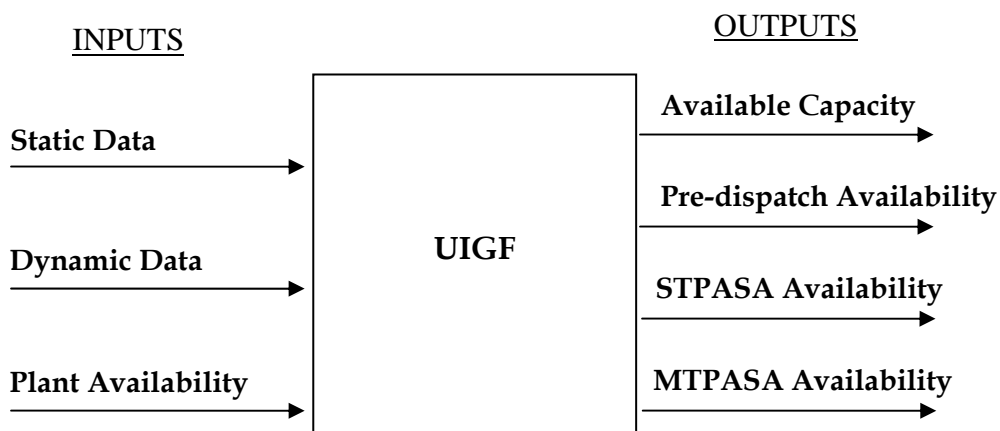 INPUTS
OUTPUTS
Static Data
Dynamic Data
Plant Availability
UIGF
Available Capacity
Pre-dispatch Availability
STPASA Availability
MTPASA Availability